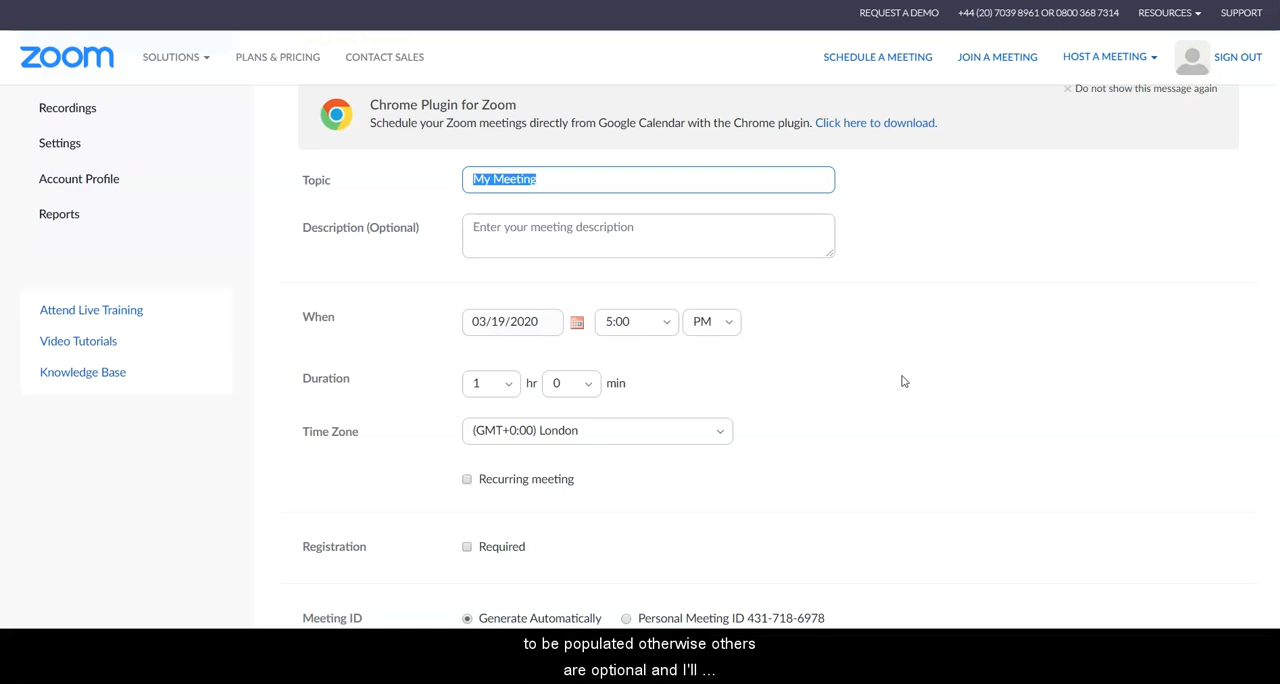 REQUEST A DEMO +44 (20) 7039 8961 OR 0800 368 7314 RESOURCES SUPPORT
zoom SOLUTIONS PLANS & PRICING CONTACT SALES SCHEDULE A MEETING JOIN A MEETING HOST A MEETING SIGN OUT
Recordings
Settings
Account Profile
Reports
Attend Live Training
Video Tutorials
Knowledge Base
× Do not show this message again
Chrome Plugin for Zoom
Schedule your Zoom meetings directly from Google Calendar with the Chrome plugin. Click here to download.
Topic My Meeting
Description (Optional) Enter your meeting description
When 03/19/2020 5:00 PM
Duration 1 hr 0 min
Time Zone (GMT+0:00) London
Recurring meeting
Registration Required
Meeting ID Generate Automatically Personal Meeting ID 431-718-6978
to be populated otherwise others
are optional and I'll ...